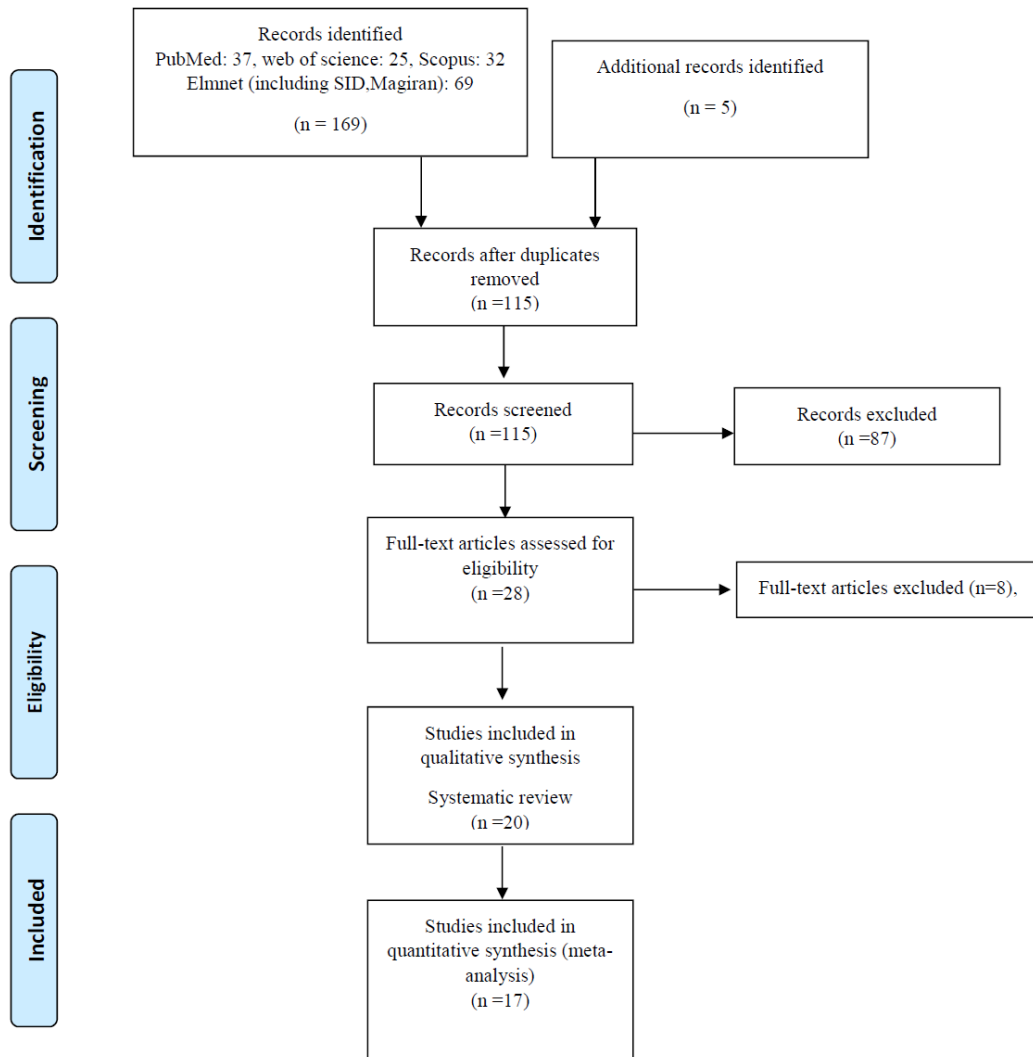 Records identified
PubMed: 37, web of science: 25, Scopus: 32
Elmnet (including SID,Magiran): 69
(n = 169)
Additional records identified
(n = 5)
Identification
Records after duplicates
removed
(n =115)
Screening
Records screened
(n =115)
Records excluded
(n =87)
Full-text articles assessed for
eligibility
(n =28)
Full-text articles excluded (n=8),
Eligibility
Studies included in
qualitative synthesis
Systematic review
(n =20)
Included
Studies included in
quantitative synthesis (meta-
analysis)
(n =17)